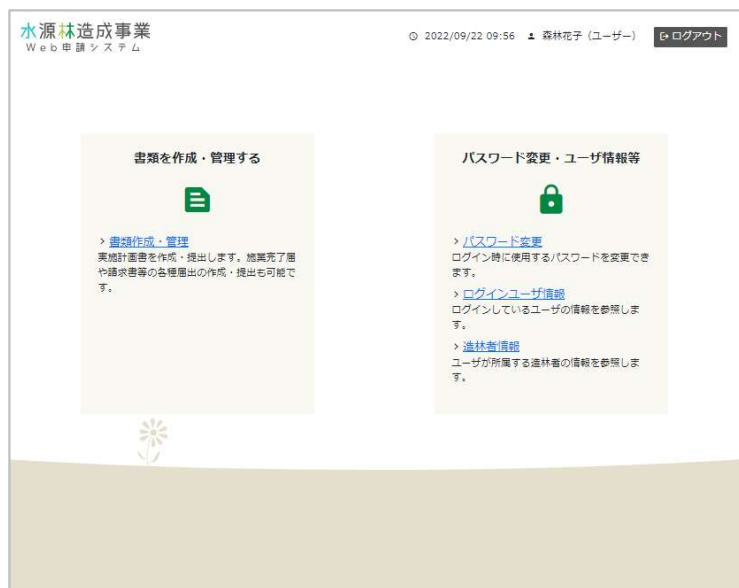 水源林造成事業
Web申請システム
2022/09/22 09:56 森林花子（ユーザー） ログアウト
書類を作成・管理する
> 書類作成・管理
実施計画書を作成・提出します。施業完了届
や請求書等の各種届出の作成・提出も可能で
す。
パスワード変更・ユーザ情報等
> パスワード変更
ログイン時に使用するパスワードを変更でき
ます。
> ログインユーザ情報
ログインしているユーザの情報を参照しま
す。
> 造林者情報
ユーザが所属する造林者の情報を参照しま
す。